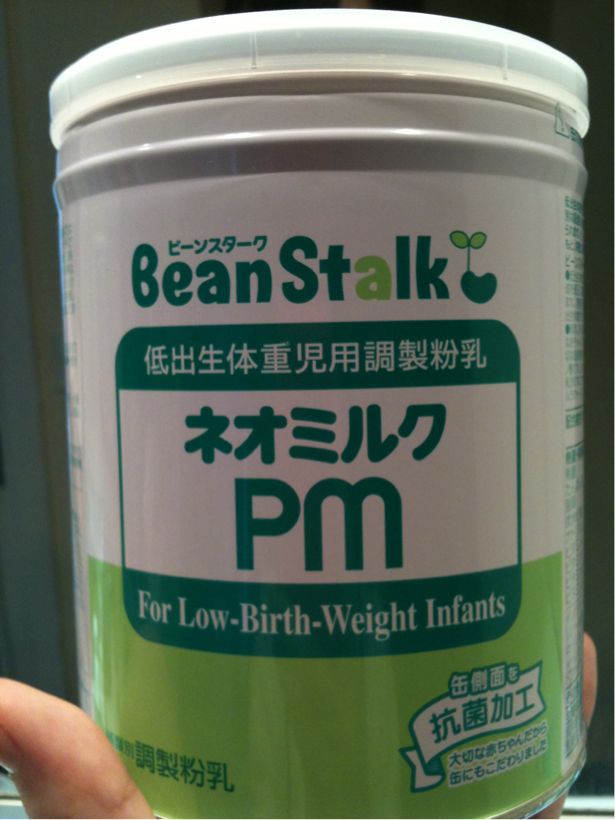 ビーンスターク
BeanStalk
低出生体重児用調製粉乳
ネオミルク
PM
For Low-Birth-Weight Infants
缶側面を
抗菌加工
大切な赤ちゃんだから
缶にもこだわりました
調製粉乳